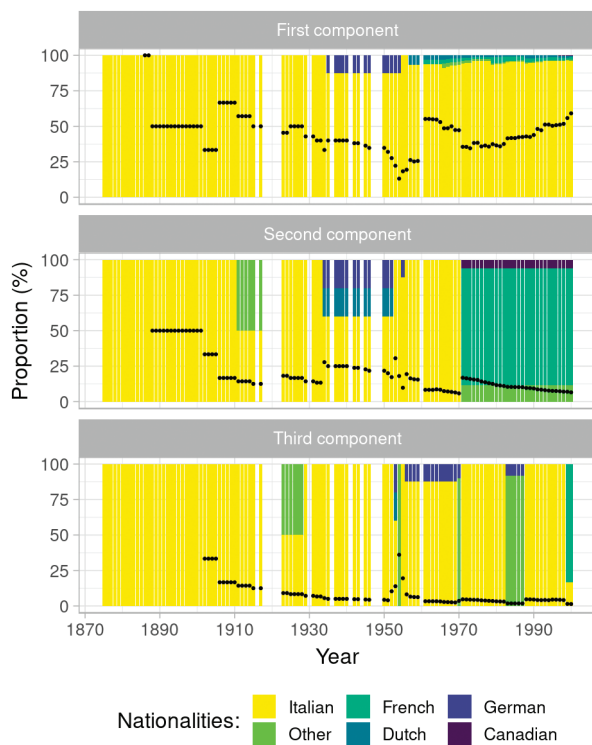 First component
100
75
50
25
0
Second component
100
75
50
25
0
Proportion (%)
Third component
100
75
50
25
0
1870 1890 1910 1930 1950 1970 1990
Year
Nationalities: Italian French German
Other Dutch Canadian